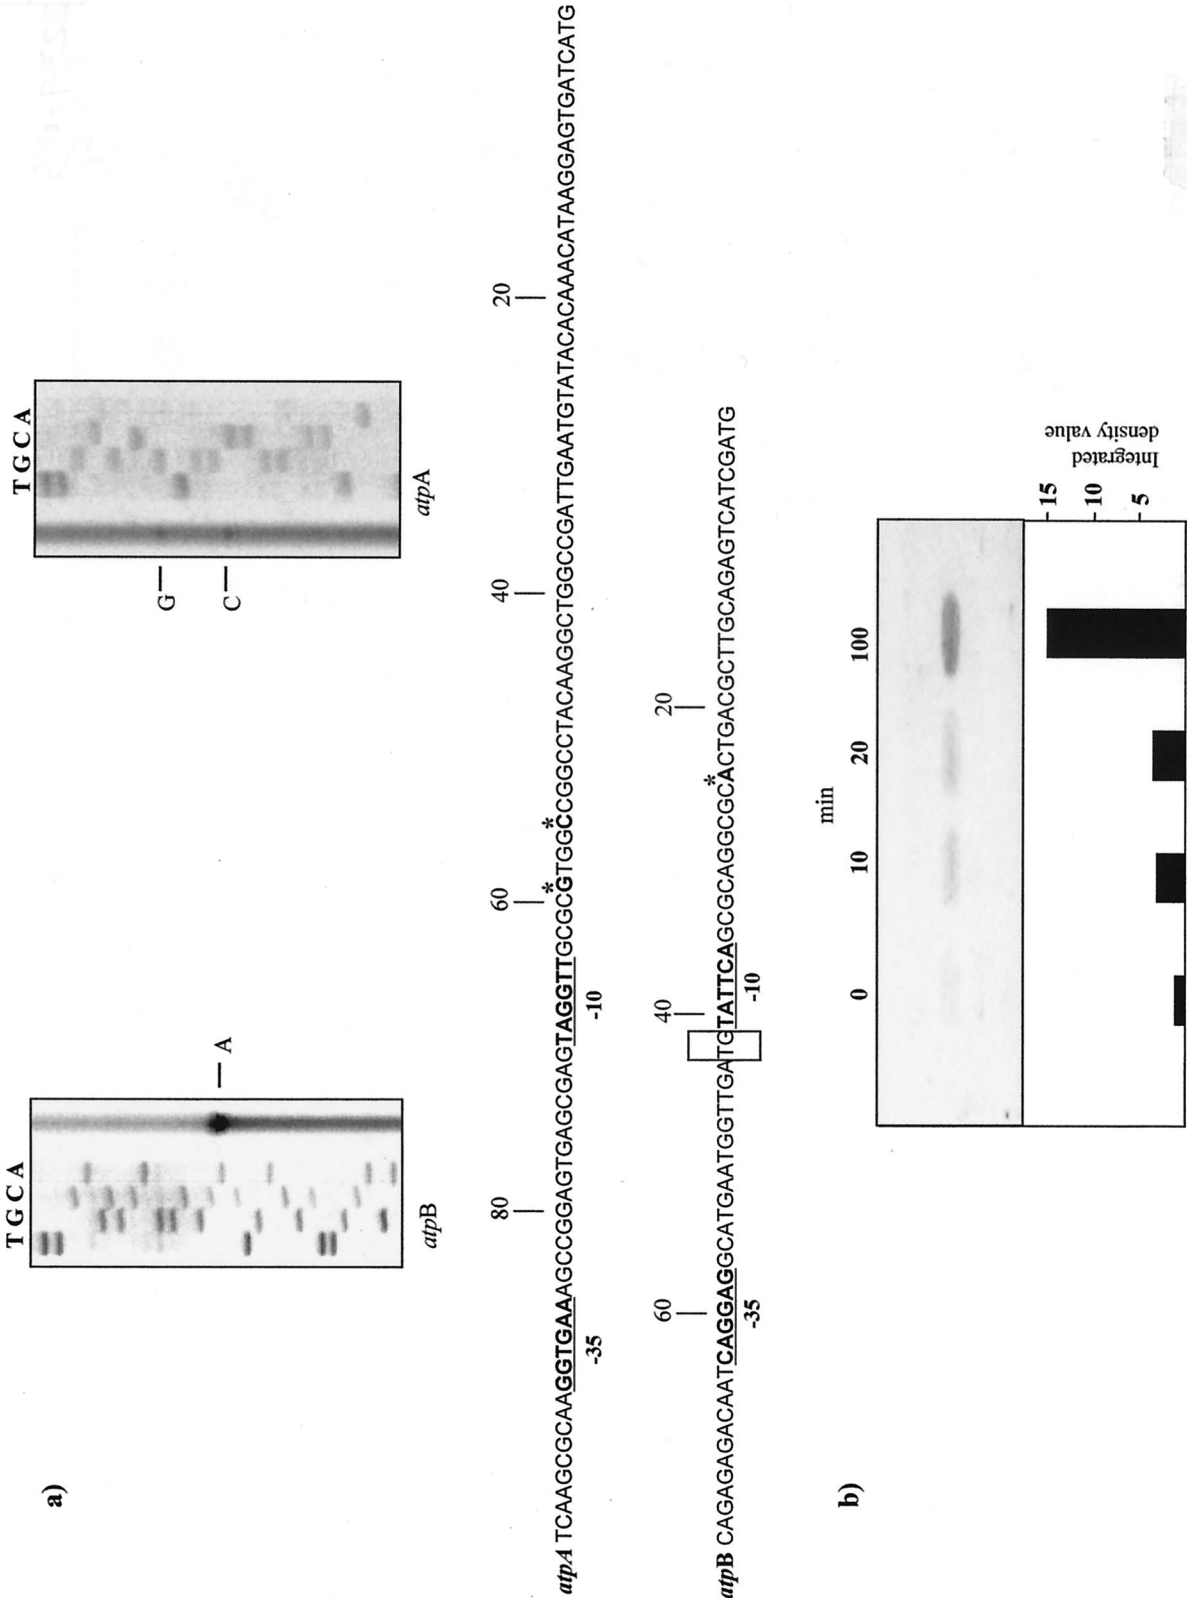 a)
T G C A
T G C A
A
G
C
atpB
atpA
80 60 40 20
* *
atpA TCAAGCGCAAGGTGAAAGCCGGAGTGAGCGAGTAGGTTGCGCGTGGCCGGCCTACAAGGCTGGCCGATTGAATGTATACACAAACATAAGGAGTGATCATG
-35 -10
60 40 20
*
atpB CAGAGAGACAATCAGGAGGCATGAATGGTTGATGTATTCAGCGCAGGCGCACTGACGCTTGCAGAGTCATCGATG
-35 -10
b)
min
0 10 20 100
15
10
5
Integrated
density value